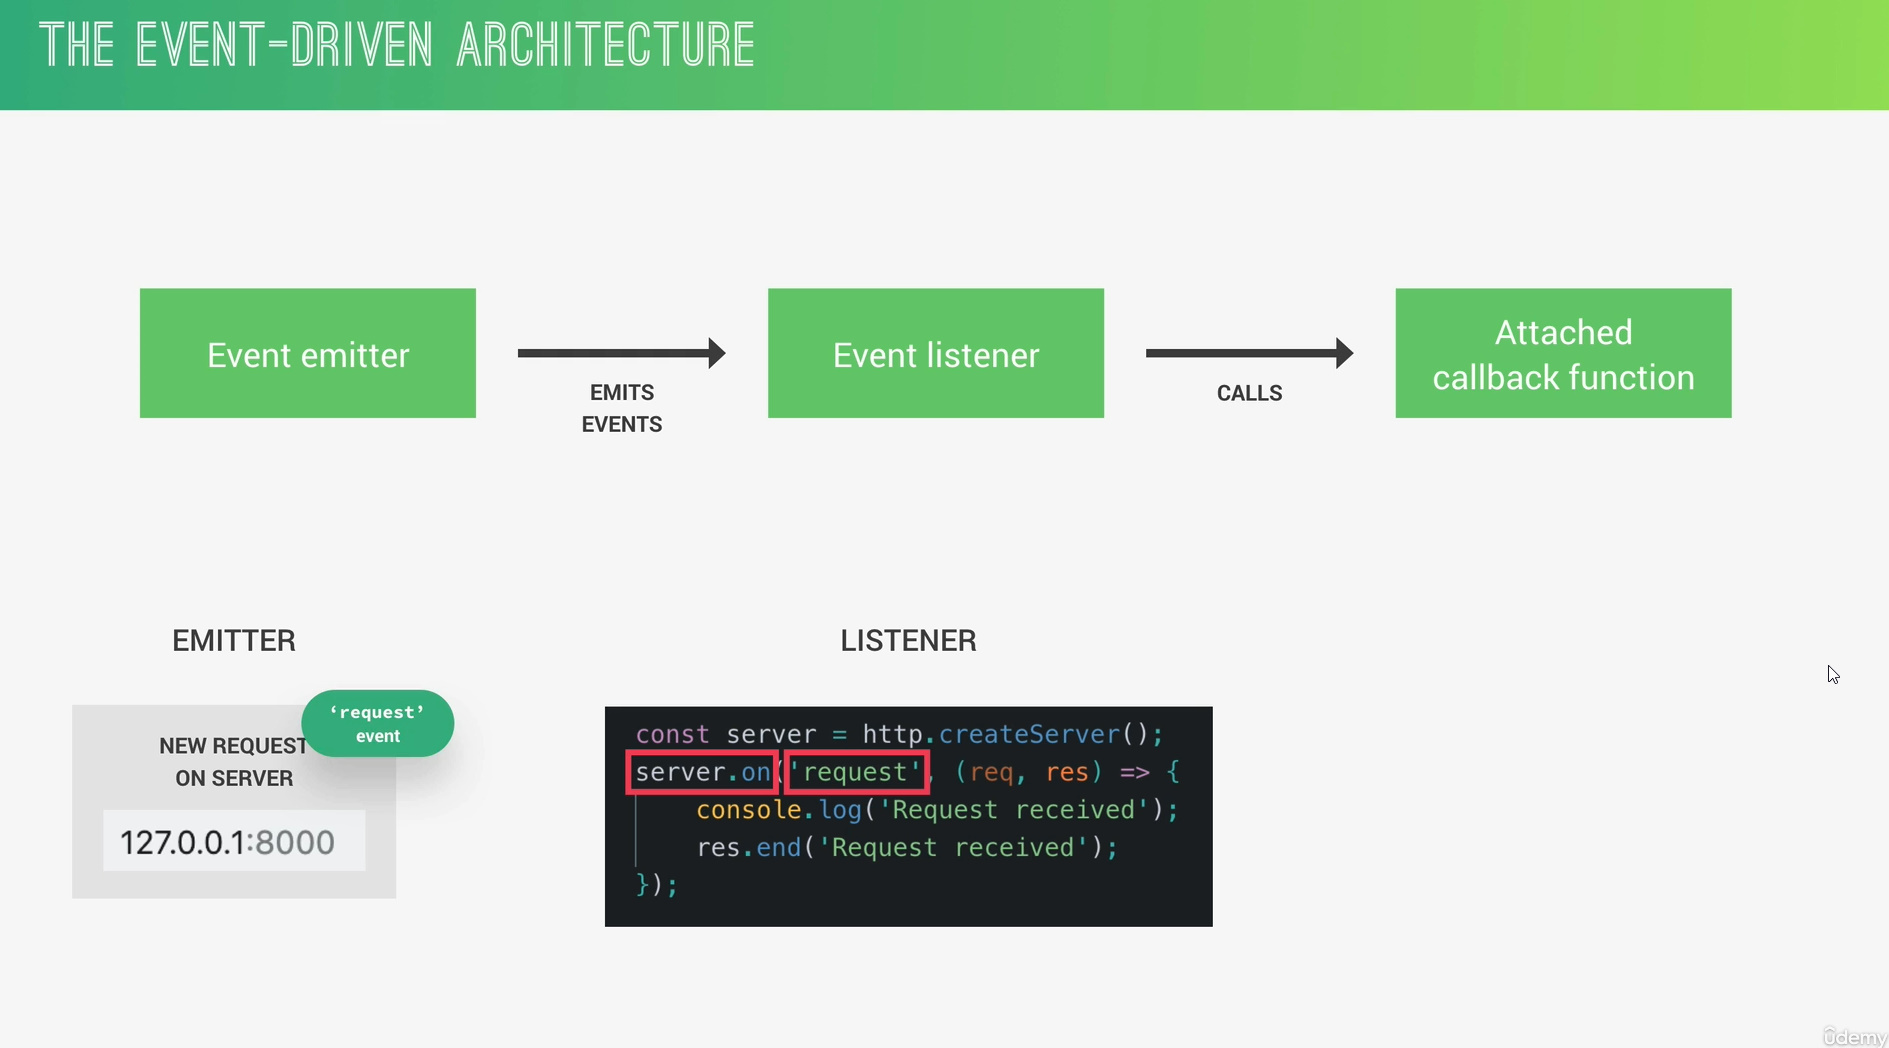 THE EVENT-DRIVEN ARCHITECTURE
Event emitter
EMITS
EVENTS
Event listener
CALLS
Attached
callback function
EMITTER
NEW REQUEST
ON SERVER
‘request’
event
127.0.0.1:8000
LISTENER
const server = http.createServer();
server.on('request', (req, res) => {
console.log('Request received');
res.end('Request received');
});
ûdemy